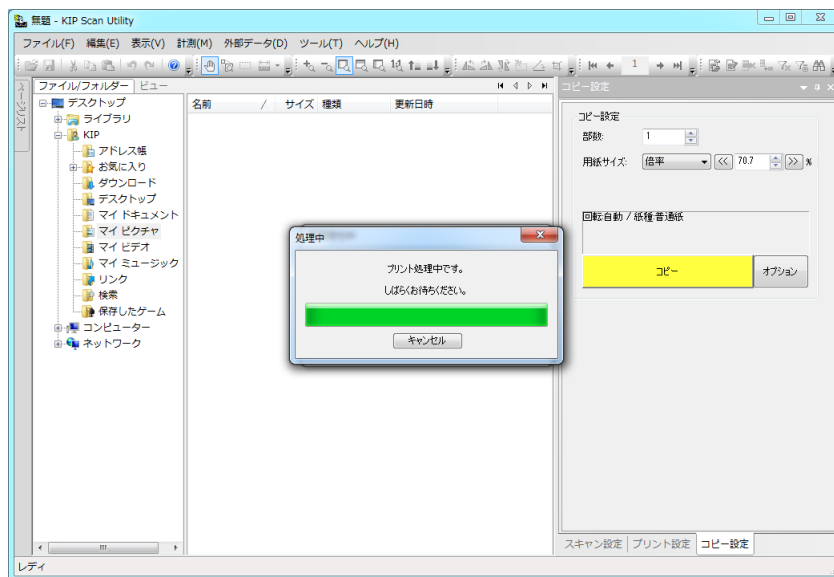 無題 - KIP Scan Utility
ファイル(F) 編集(E) 表示(V) 計測(M) 外部データ(D) ツール(T) ヘルプ(H)
1
ページリスト
ファイル/フォルダー ビュー
デスクトップ
ライブラリ
KIP
アドレス帳
お気に入り
ダウンロード
デスクトップ
マイ ドキュメント
マイ ピクチャ
マイ ビデオ
マイ ミュージック
リンク
検索
保存したゲーム
コンピューター
ネットワーク
名前 / サイズ 種類 更新日時
処理中
プリント処理中です。
しばらくお待ちください。
キャンセル
コピー設定
コピー設定
部数: 1
用紙サイズ: 倍率 << 70.7 >> %
回転自動 / 紙種:普通紙
コピー オプション
スキャン設定 プリント設定 コピー設定
レディ